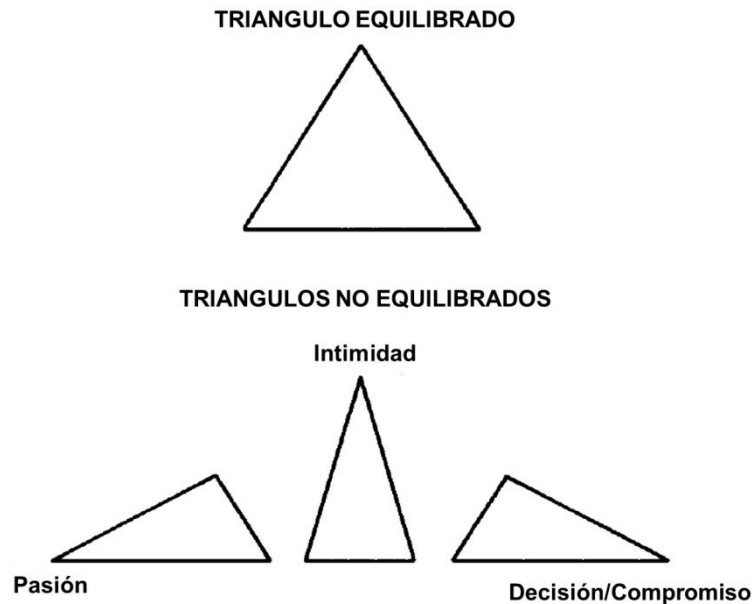 TRIANGULO EQUILIBRADO
TRIANGULOS NO EQUILIBRADOS
Intimidad
Pasión
Decisión/Compromiso